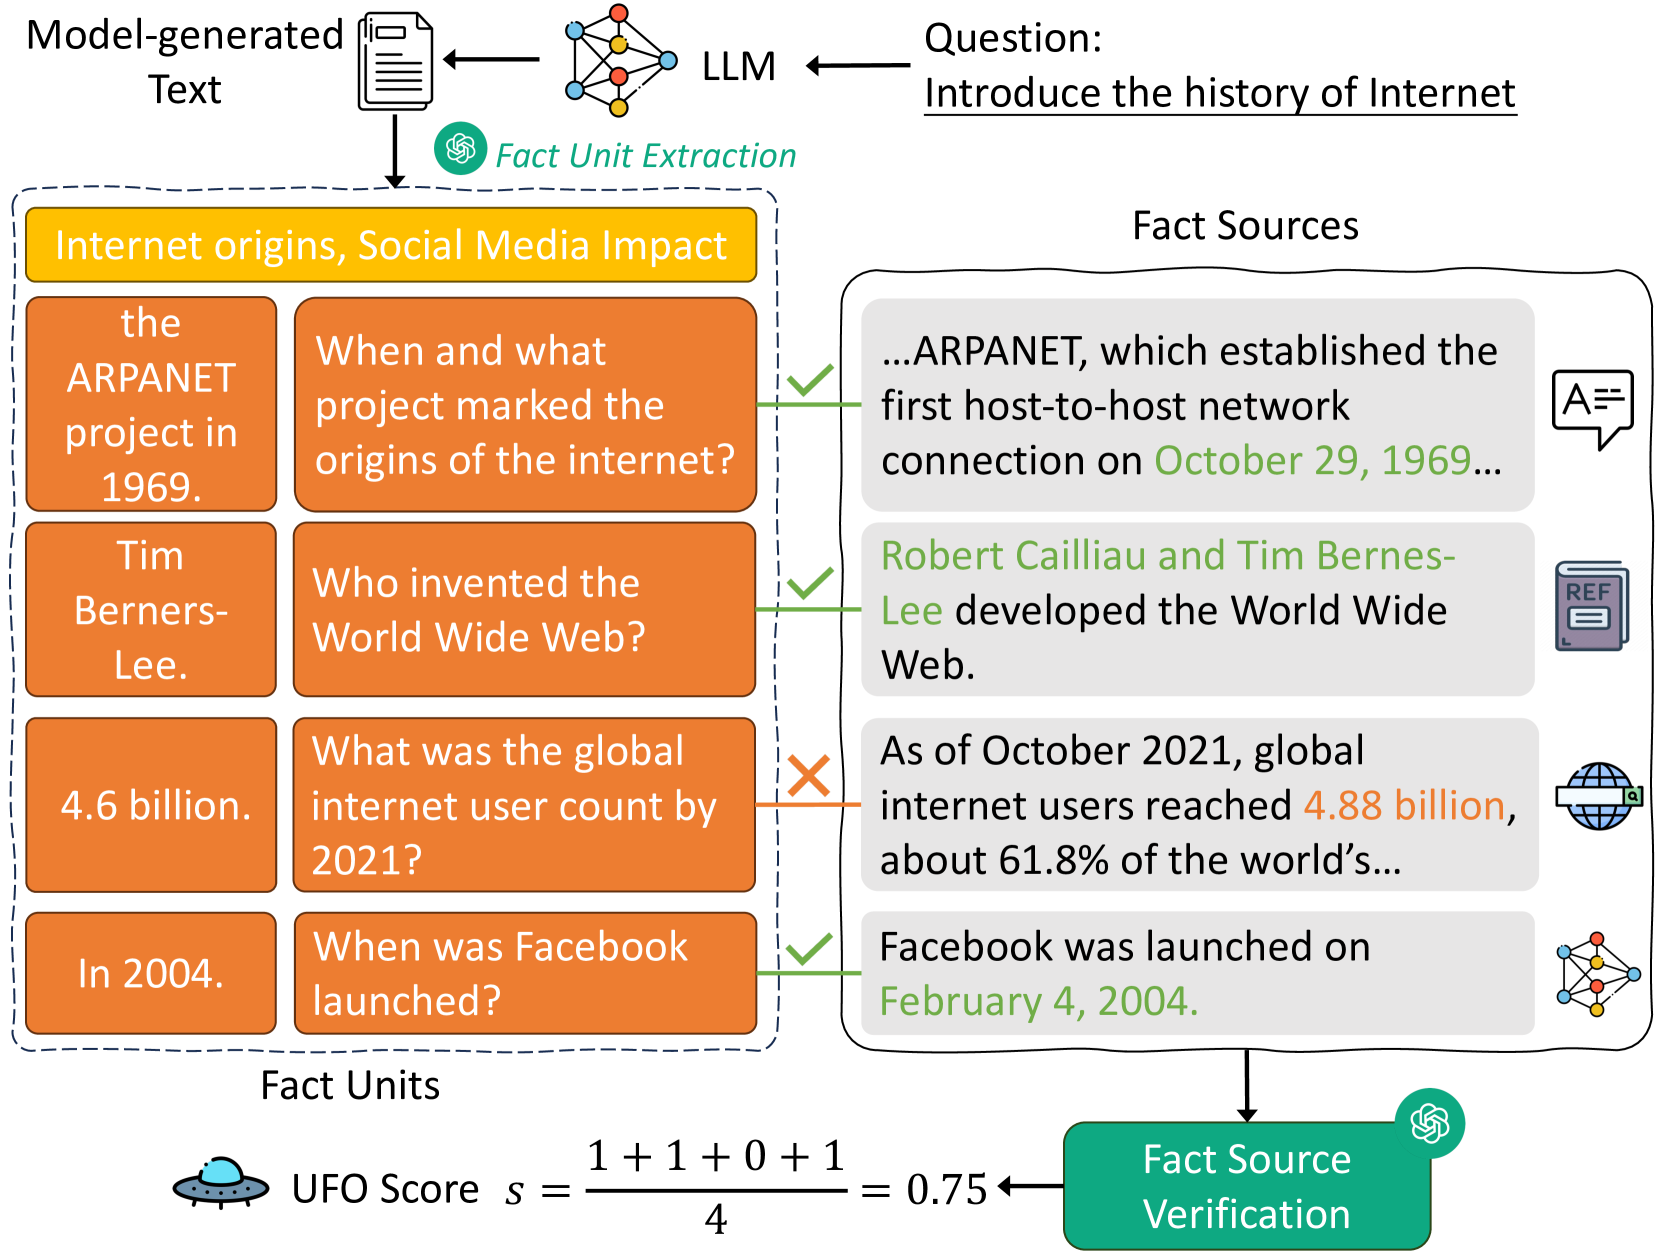 Model-generated
Text
LLM
Question:
Introduce the history of Internet
Fact Unit Extraction
Internet origins, Social Media Impact
the
ARPANET
project in
1969.
When and what
project marked the
origins of the internet?
Tim
Berners-
Lee.
Who invented the
World Wide Web?
4.6 billion.
What was the global
internet user count by
2021?
In 2004.
When was Facebook
launched?
Fact Units
Fact Sources
...ARPANET, which established the
first host-to-host network
connection on October 29, 1969...
A
Robert Cailliau and Tim Bernes-
Lee developed the World Wide
Web.
REF
As of October 2021, global
internet users reached 4.88 billion,
about 61.8% of the world’s...
Facebook was launched on
February 4, 2004.
Fact Source
Verification
UFO Score s = (1 + 1 + 0 + 1)/4 = 0.75